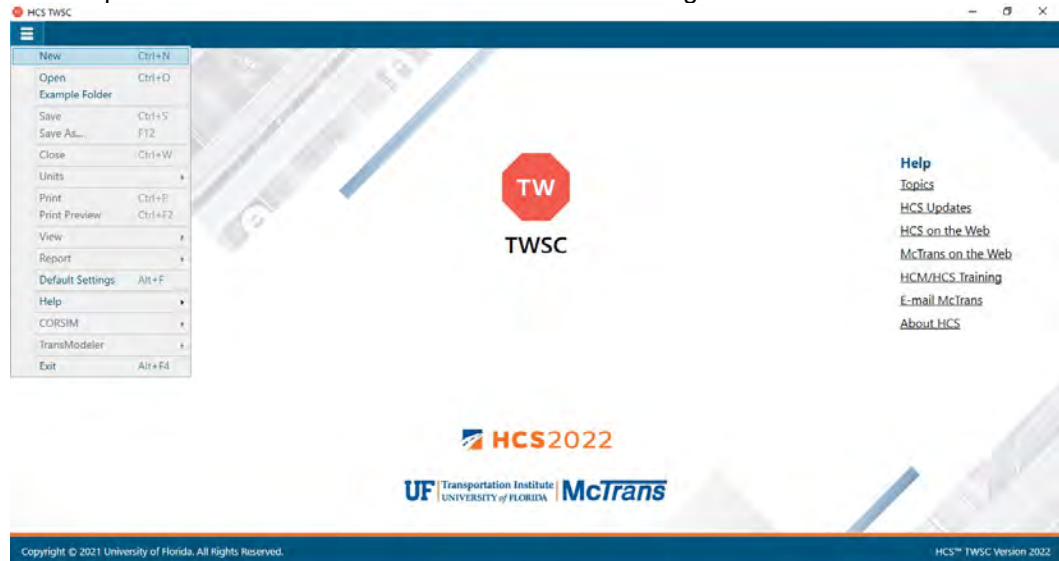 HCS TWSC
New Ctrl+N
Open Ctrl+O
Example Folder
Save Ctrl+S
Save As... F12
Close Ctrl+W
Units
Print Ctrl+P
Print Preview Ctrl+F2
View
Report
Default Settings Alt+F
Help
CORSIM
TransModeler
Exit Alt+F4
TW
TWSC
Help
Topics
HCS Updates
HCS on the Web
McTrans on the Web
HCM/HCS Training
E-mail McTrans
About HCS
HCS2022
UF Transportation Institute
UNIVERSITY of FLORIDA
McTrans
Copyright © 2021 University of Florida. All Rights Reserved.
HCS™ TWSC Version 2022